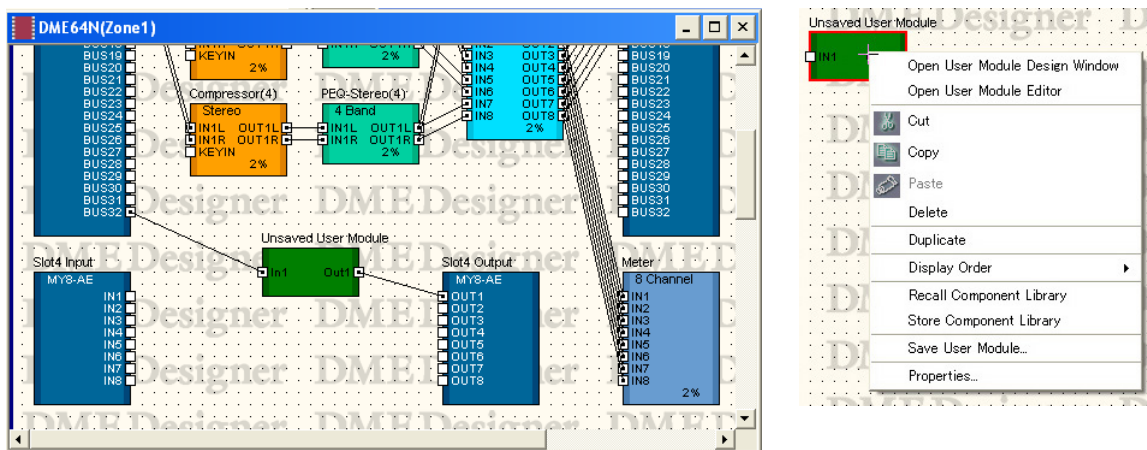 DME64N(Zone1)
BUS19
BUS20
BUS21
BUS22
BUS23
BUS24
BUS25
BUS26
BUS27
BUS28
BUS29
BUS30
BUS31
BUS32
KEYIN
2%
2%
IN3 OUT3
IN4 OUT4
IN5 OUT5
IN6 OUT6
IN7 OUT7
IN8 OUT8
2%
BUS19
BUS20
BUS21
BUS22
BUS23
BUS24
BUS25
BUS26
BUS27
BUS28
BUS29
BUS30
BUS31
BUS32
Compressor(4)
Stereo
IN1L OUT1L
IN1R OUT1R
KEYIN
2%
PEQ-Stereo(4)
4 Band
IN1L OUT1L
IN1R OUT1R
2%
Unsaved User Module
In1 Out1
Slot4 Input
MY8-AE
IN1
IN2
IN3
IN4
IN5
IN6
IN7
IN8
Slot4 Output
MY8-AE
OUT1
OUT2
OUT3
OUT4
OUT5
OUT6
OUT7
OUT8
Meter
8 Channel
IN1
IN2
IN3
IN4
IN5
IN6
IN7
IN8
2%
DME Designer
Unsaved User Module
IN1
Open User Module Design Window
Open User Module Editor
Cut
Copy
Paste
Delete
Duplicate
Display Order
Recall Component Library
Store Component Library
Save User Module...
Properties...